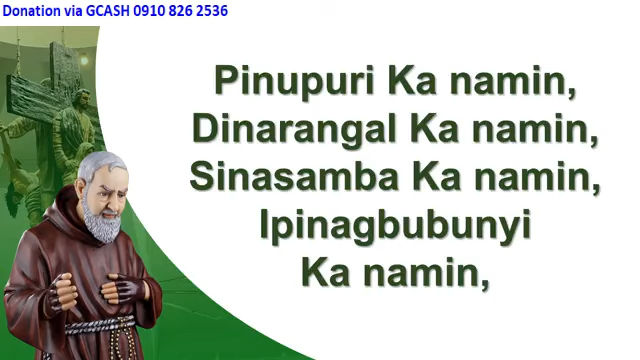 Donation via GCASH 0910 826 2536
Pinupuri Ka namin,
Dinarangal Ka namin,
Sinasamba Ka namin,
Ipinagbubunyi
Ka namin,